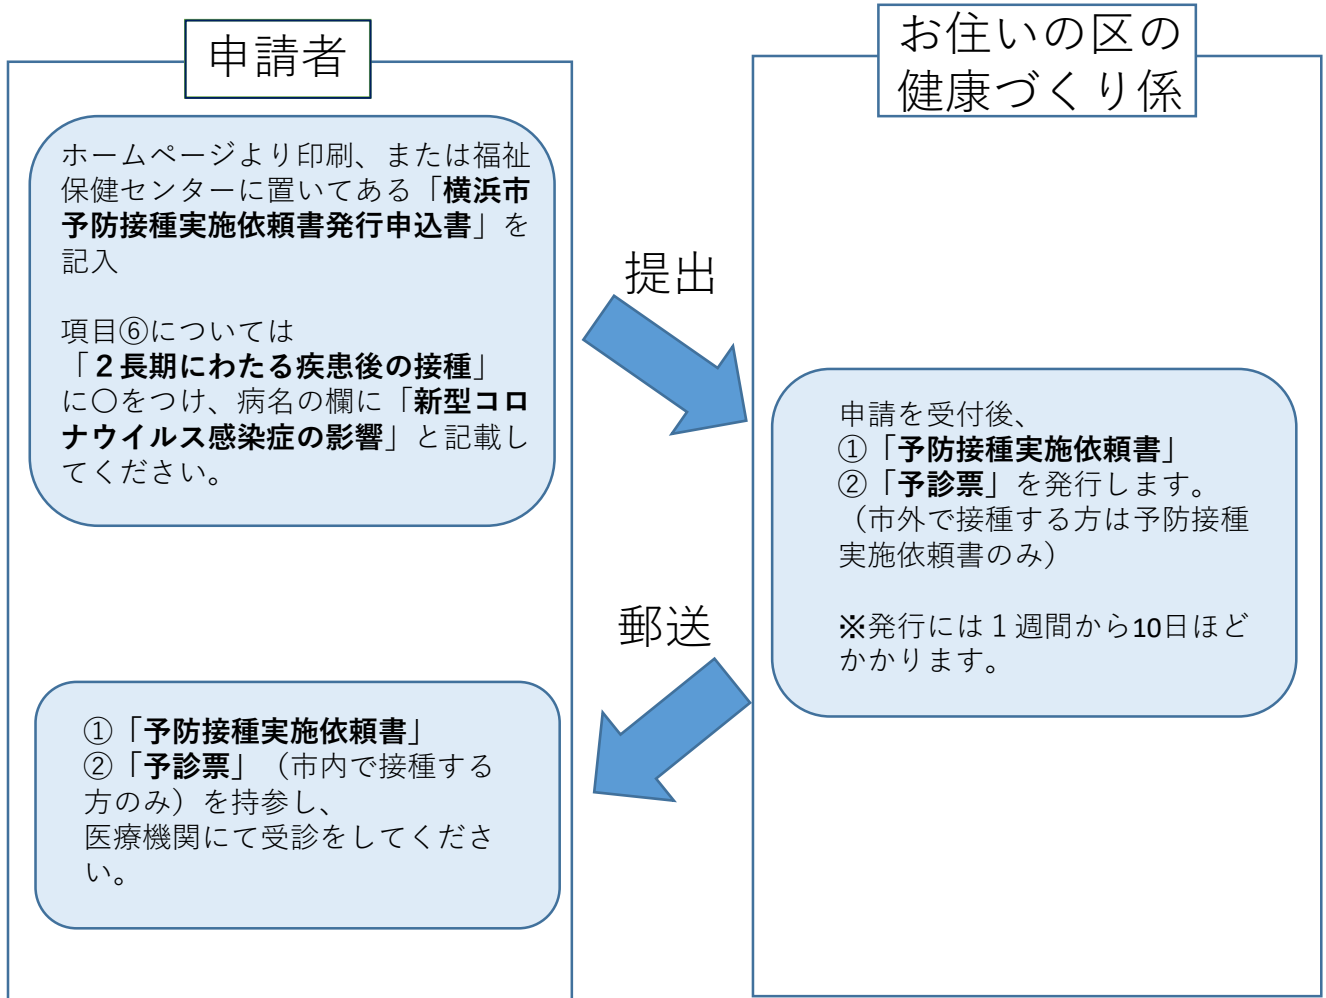 申請者
ホームページより印刷、または福祉
保健センターに置いてある「横浜市
予防接種実施依頼書発行申込書」を
記入
項目⑥については
「２長期にわたる疾患後の接種」
に〇をつけ、病名の欄に「新型コロ
ナウイルス感染症の影響」と記載し
てください。
提出
お住いの区の
健康づくり係
申請を受付後、
①「予防接種実施依頼書」
②「予診票」を発行します。
（市外で接種する方は予防接種
実施依頼書のみ）
※発行には１週間から10日ほど
かかります。
郵送
①「予防接種実施依頼書」
②「予診票」（市内で接種する
方のみ）を持参し、
医療機関にて受診をしてくださ
い。